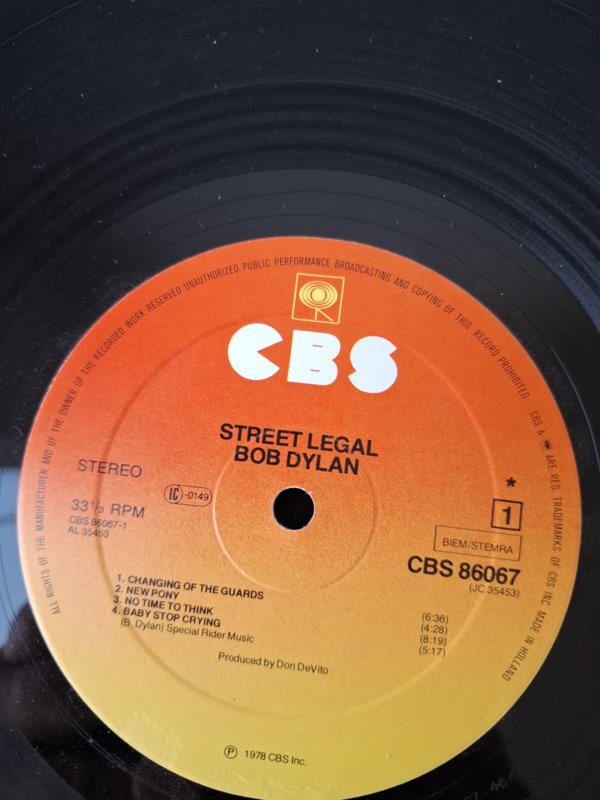 ALL RIGHTS OF THE MANUFACTURER AND OF THE OWNER OF THE RECORDED WORK RESERVED UNAUTHORIZED PUBLIC PERFORMANCE BROADCASTING AND COPYING OF THIS RECORD PROHIBITED CBS & ARE REG. TRADEMARKS OF CBS INC. MADE IN HOLLAND
CBS
STREET LEGAL
BOB DYLAN
STEREO
LC-0149
*
1
33 1/3 RPM
CBS 86067-1
AL 35453
BIEM/STEMRA
CBS 86067
(JC 35453)
1. CHANGING OF THE GUARDS (6:36)
2. NEW PONY (4:28)
3. NO TIME TO THINK (8:19)
4. BABY STOP CRYING (5:17)
(B. Dylan) Special Rider Music
Produced by Don DeVito
Ⓟ 1978 CBS Inc.